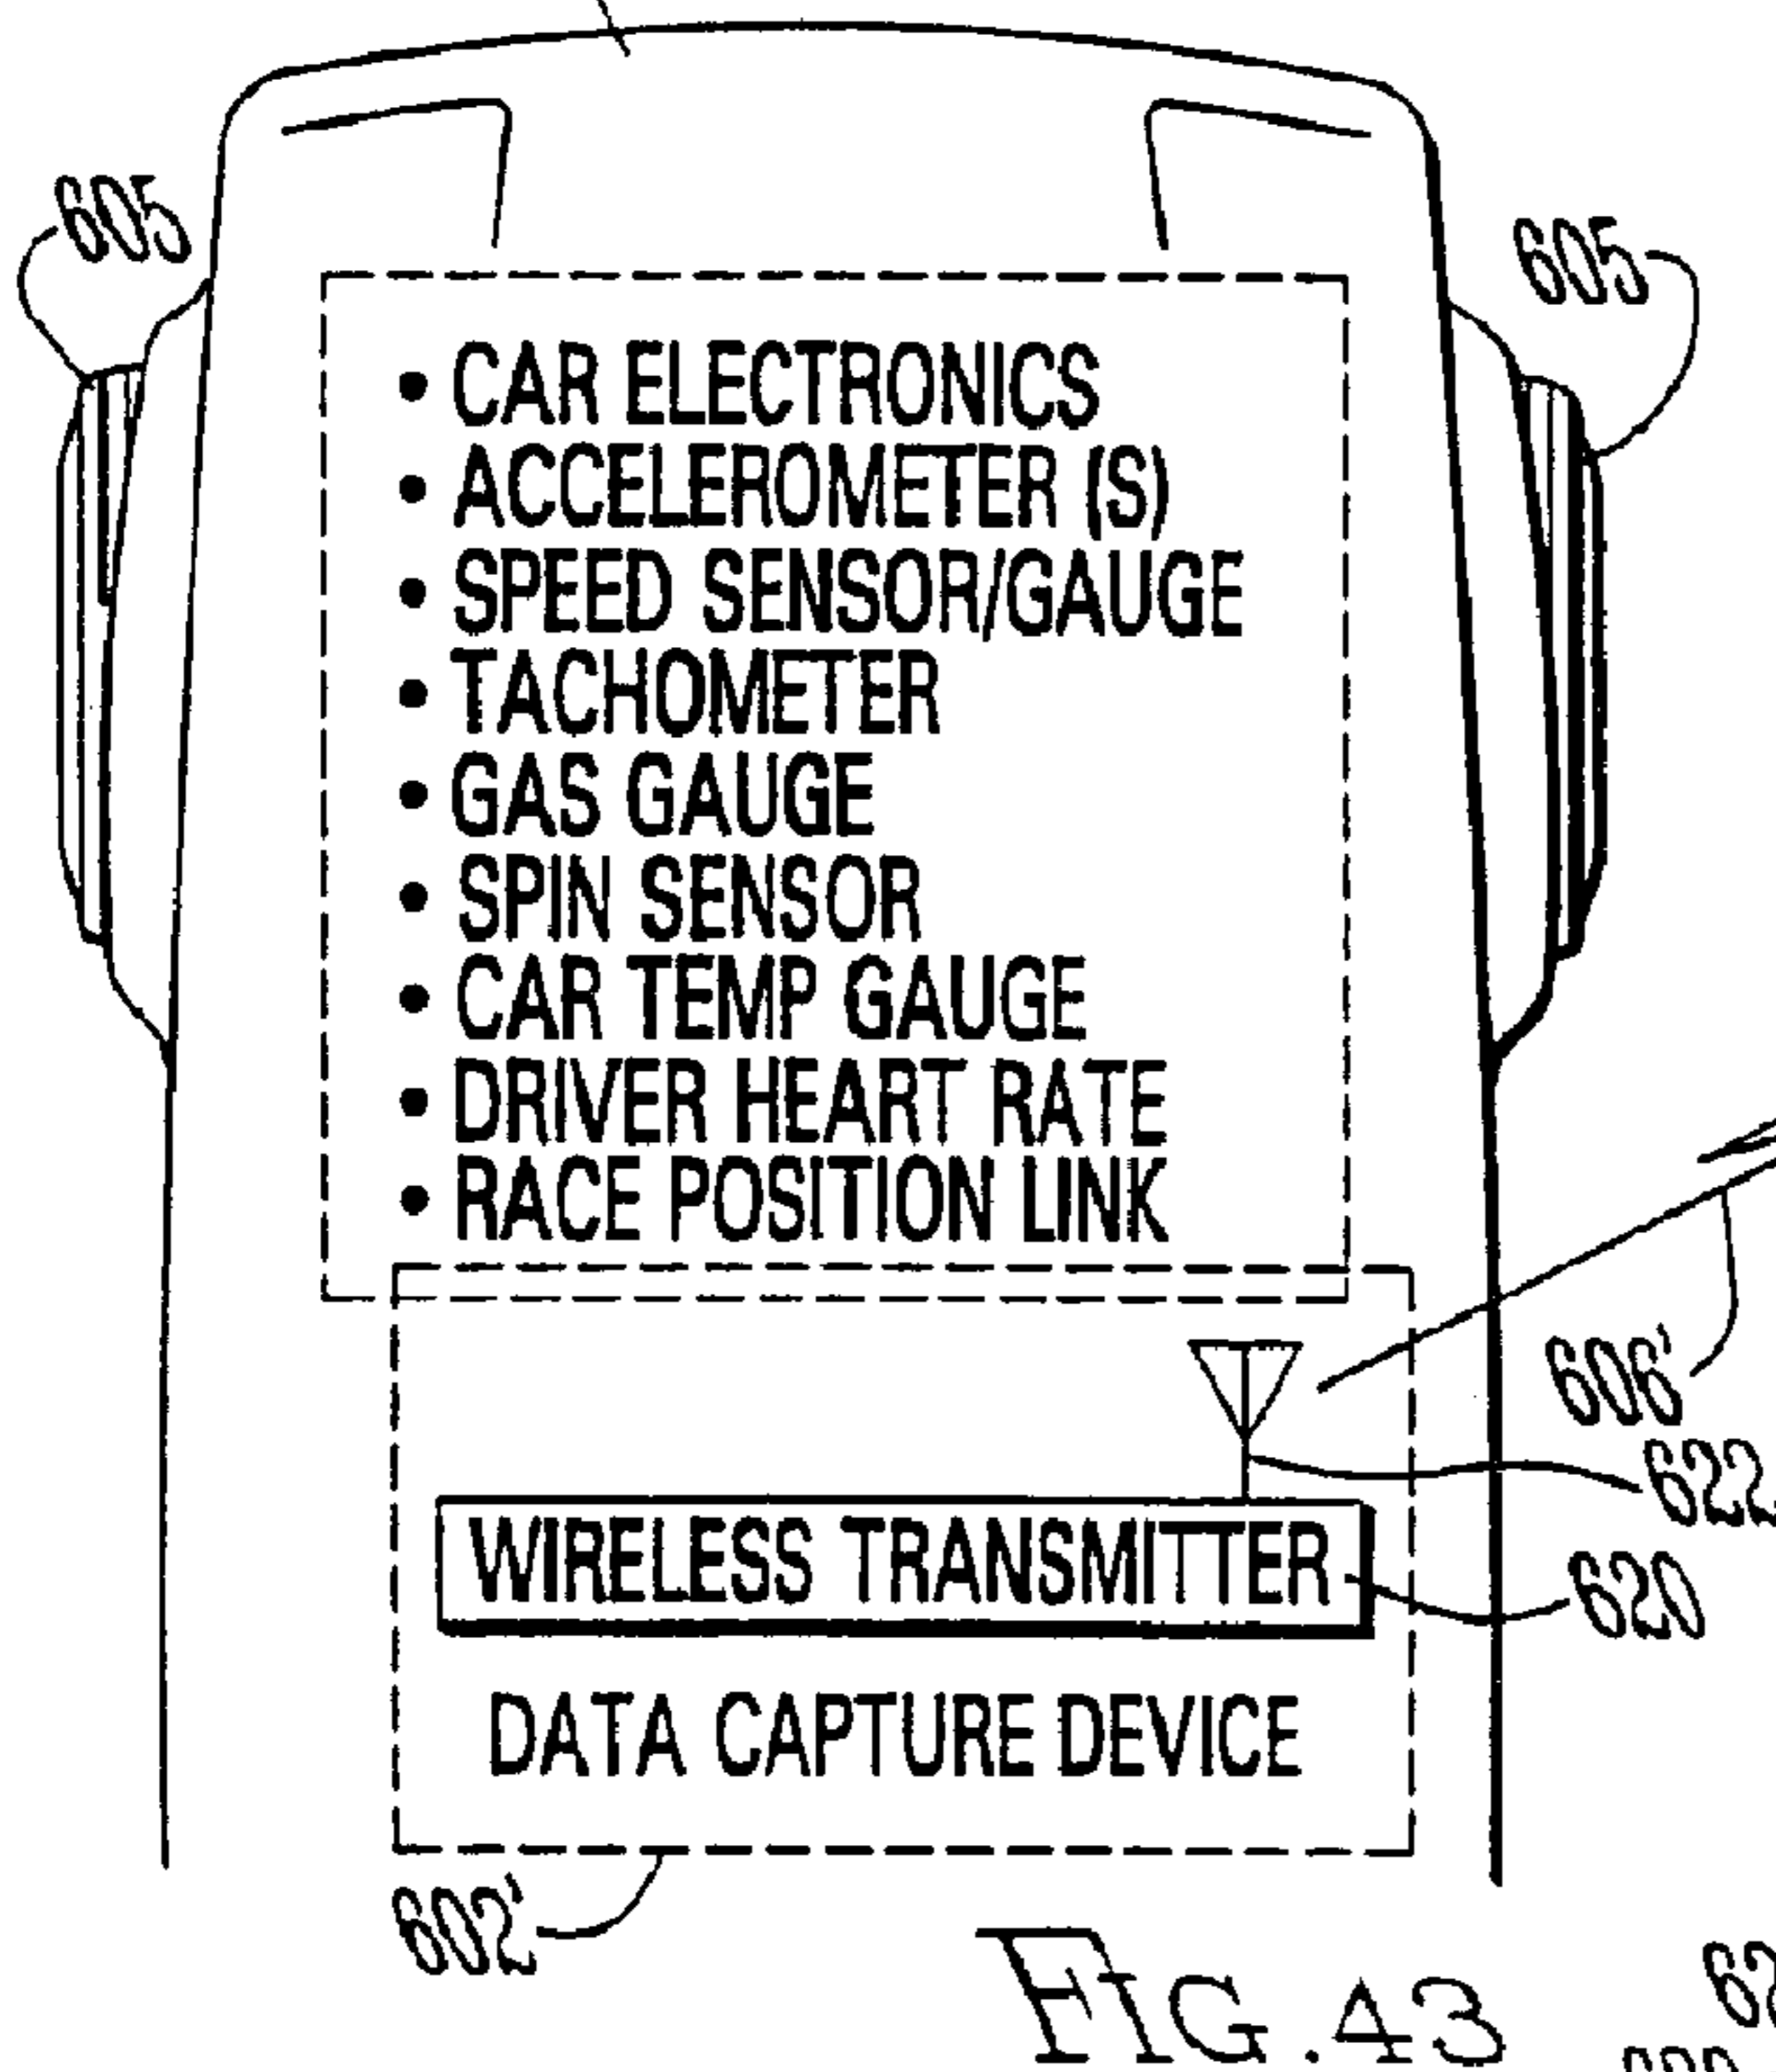 605
605
• CAR ELECTRONICS
• ACCELEROMETER (S)
• SPEED SENSOR/GAUGE
• TACHOMETER
• GAS GAUGE
• SPIN SENSOR
• CAR TEMP GAUGE
• DRIVER HEART RATE
• RACE POSITION LINK
606'
622
WIRELESS TRANSMITTER
620
DATA CAPTURE DEVICE
602'
FIG.43